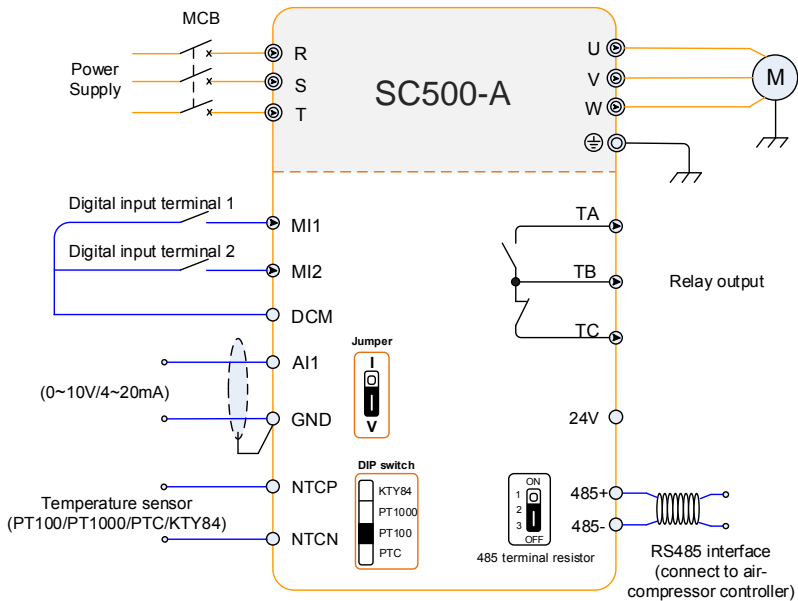 MCB
Power
Supply
R
S
T
SC500-A
U
V
W
M
Digital input terminal 1
MI1
Digital input terminal 2
MI2
DCM
TA
TB
TC
Relay output
AI1
(0~10V/4~20mA)
GND
Jumper
I
V
24V
NTCP
Temperature sensor
(PT100/PT1000/PTC/KTY84)
NTCN
DIP switch
KTY84
PT1000
PT100
PTC
ON
1
2
3
OFF
485 terminal resistor
485+
485-
RS485 interface
(connect to air-
compressor controller)